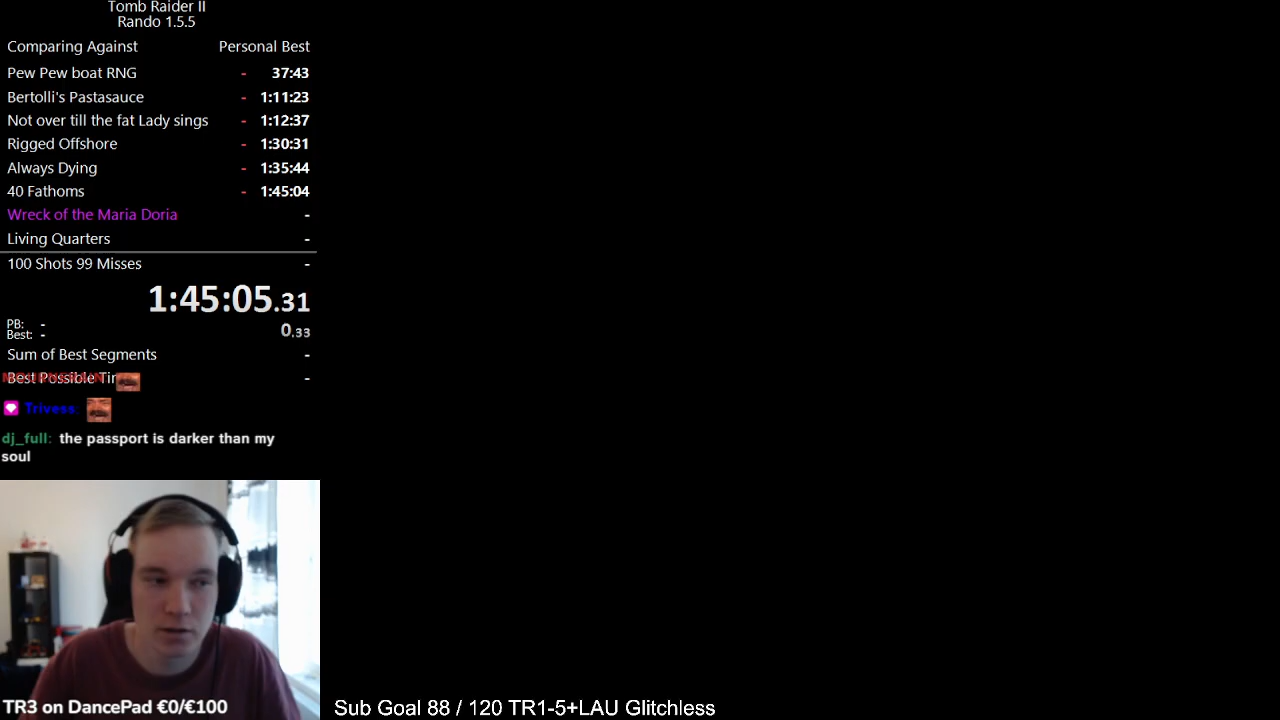 Tomb Raider II
Rando 1.5.5
Comparing Against Personal Best
Pew Pew boat RNG - 37:43
Bertolli's Pastasauce - 1:11:23
Not over till the fat Lady sings - 1:12:37
Rigged Offshore - 1:30:31
Always Dying - 1:35:44
40 Fathoms - 1:45:04
Wreck of the Maria Doria -
Living Quarters -
100 Shots 99 Misses -
1:45:05.31
PB: - 0.33
Best: -
Sum of Best Segments -
Best Possible -
Trivess:
dj_full: the passport is darker than my
soul
TR3 on DancePad €0/€100
Sub Goal 88 / 120 TR1-5+LAU Glitchless